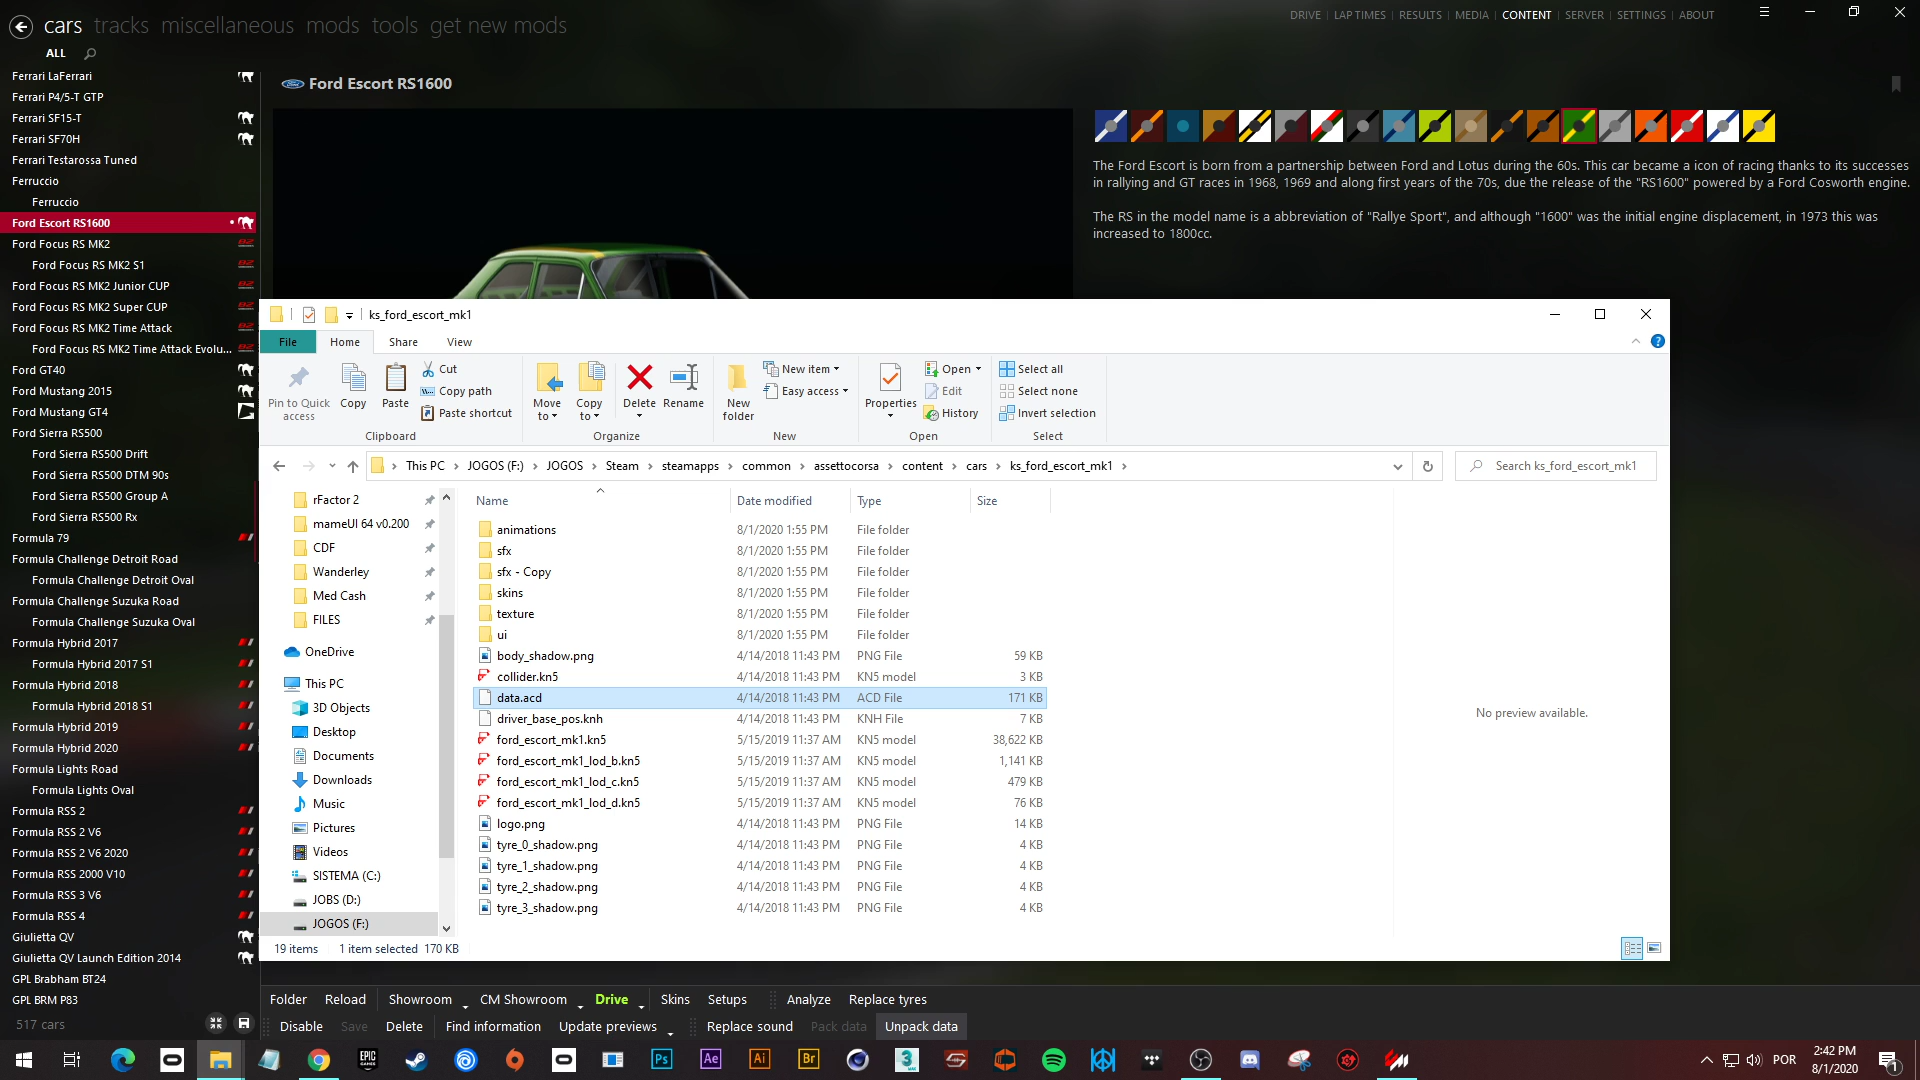 cars tracks miscellaneous mods tools get new mods
DRIVE | LAP TIMES | RESULTS | MEDIA | CONTENT | SERVER | SETTINGS | ABOUT
ALL
Ferrari LaFerrari
Ferrari P4/5-T GTP
Ferrari SF15-T
Ferrari SF70H
Ferrari Testarossa Tuned
Ferruccio
Ferruccio
Ford Escort RS1600
Ford Focus RS MK2
Ford Focus RS MK2 S1
Ford Focus RS MK2 Junior CUP
Ford Focus RS MK2 Super CUP
Ford Focus RS MK2 Time Attack
Ford Focus RS MK2 Time Attack Evolu...
Ford GT40
Ford Mustang 2015
Ford Mustang GT4
Ford Sierra RS500
Ford Sierra RS500 Drift
Ford Sierra RS500 DTM 90s
Ford Sierra RS500 Group A
Ford Sierra RS500 Rx
Formula 79
Formula Challenge Detroit Road
Formula Challenge Detroit Oval
Formula Challenge Suzuka Road
Formula Challenge Suzuka Oval
Formula Hybrid 2017
Formula Hybrid 2017 S1
Formula Hybrid 2018
Formula Hybrid 2018 S1
Formula Hybrid 2019
Formula Hybrid 2020
Formula Lights Road
Formula Lights Oval
Formula RSS 2
Formula RSS 2 V6
Formula RSS 2 V6 2020
Formula RSS 2000 V10
Formula RSS 3 V6
Formula RSS 4
Giulietta QV
Giulietta QV Launch Edition 2014
GPL Brabham BT24
GPL BRM P83
517 cars
Ford Escort RS1600
The Ford Escort is born from a partnership between Ford and Lotus during the 60s. This car became a icon of racing thanks to its successes
in rallying and GT races in 1968, 1969 and along first years of the 70s, due the release of the "RS1600" powered by a Ford Cosworth engine.
The RS in the model name is a abbreviation of "Rallye Sport", and although "1600" was the initial engine displacement, in 1973 this was
increased to 1800cc.
ks_ford_escort_mk1
File Home Share View
Pin to Quick access
Copy
Paste
Cut
Copy path
Paste shortcut
Clipboard
Move to
Copy to
Delete
Rename
Organize
New folder
New item
Easy access
New
Properties
Open
Edit
History
Open
Select all
Select none
Invert selection
Select
This PC > JOGOS (F:) > JOGOS > Steam > steamapps > common > assettocorsa > content > cars > ks_ford_escort_mk1 >
Search ks_ford_escort_mk1
rFactor 2
mameUI 64 v0.200
CDF
Wanderley
Med Cash
FILES
OneDrive
This PC
3D Objects
Desktop
Documents
Downloads
Music
Pictures
Videos
SISTEMA (C:)
JOBS (D:)
JOGOS (F:)
Name Date modified Type Size
animations 8/1/2020 1:55 PM File folder
sfx 8/1/2020 1:55 PM File folder
sfx - Copy 8/1/2020 1:55 PM File folder
skins 8/1/2020 1:55 PM File folder
texture 8/1/2020 1:55 PM File folder
ui 8/1/2020 1:55 PM File folder
body_shadow.png 4/14/2018 11:43 PM PNG File 59 KB
collider.kn5 4/14/2018 11:43 PM KN5 model 3 KB
data.acd 4/14/2018 11:43 PM ACD File 171 KB
driver_base_pos.knh 4/14/2018 11:43 PM KNH File 7 KB
ford_escort_mk1.kn5 5/15/2019 11:37 AM KN5 model 38,622 KB
ford_escort_mk1_lod_b.kn5 5/15/2019 11:37 AM KN5 model 1,141 KB
ford_escort_mk1_lod_c.kn5 5/15/2019 11:37 AM KN5 model 479 KB
ford_escort_mk1_lod_d.kn5 5/15/2019 11:37 AM KN5 model 76 KB
logo.png 4/14/2018 11:43 PM PNG File 14 KB
tyre_0_shadow.png 4/14/2018 11:43 PM PNG File 4 KB
tyre_1_shadow.png 4/14/2018 11:43 PM PNG File 4 KB
tyre_2_shadow.png 4/14/2018 11:43 PM PNG File 4 KB
tyre_3_shadow.png 4/14/2018 11:43 PM PNG File 4 KB
No preview available.
19 items 1 item selected 170 KB
Folder Reload Showroom CM Showroom Drive Skins Setups Analyze Replace tyres
Disable Save Delete Find information Update previews Replace sound Pack data Unpack data
EPIC GAMES
Ps Ae Ai Br
3 MAX
POR
2:42 PM
8/1/2020
1